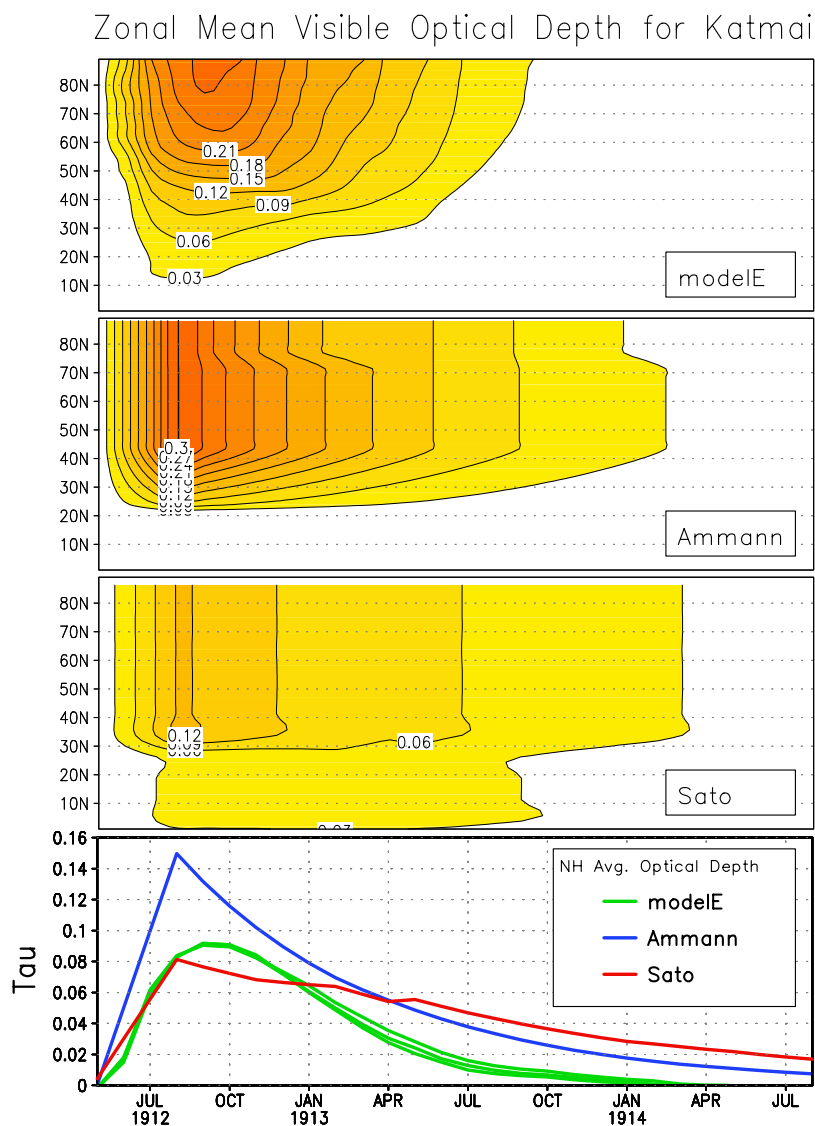 Zonal Mean Visible Optical Depth for Katmai
80N
70N
60N
50N
40N
30N
20N
10N
0.21
0.18
0.15
0.12
0.09
0.06
0.03
modelE
80N
70N
60N
50N
40N
30N
20N
10N
0.3
Ammann
80N
70N
60N
50N
40N
30N
20N
10N
0.12
0.06
Sato
0.16
0.14
0.12
0.1
0.08
0.06
0.04
0.02
0
Tau
NH Avg. Optical Depth
modelE
Ammann
Sato
JUL OCT JAN APR JUL OCT JAN APR JUL
1912 1913 1914